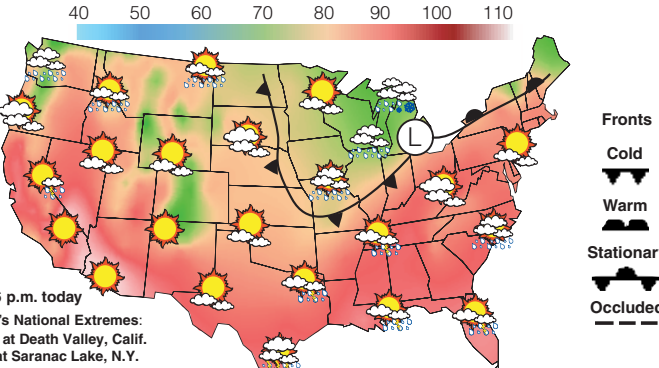 40 50 60 70 80 90 100 110
L
Fronts
Cold
Warm
Stationar
Occluded
p.m. today
's National Extremes:
at Death Valley, Calif.
at Saranac Lake, N.Y.